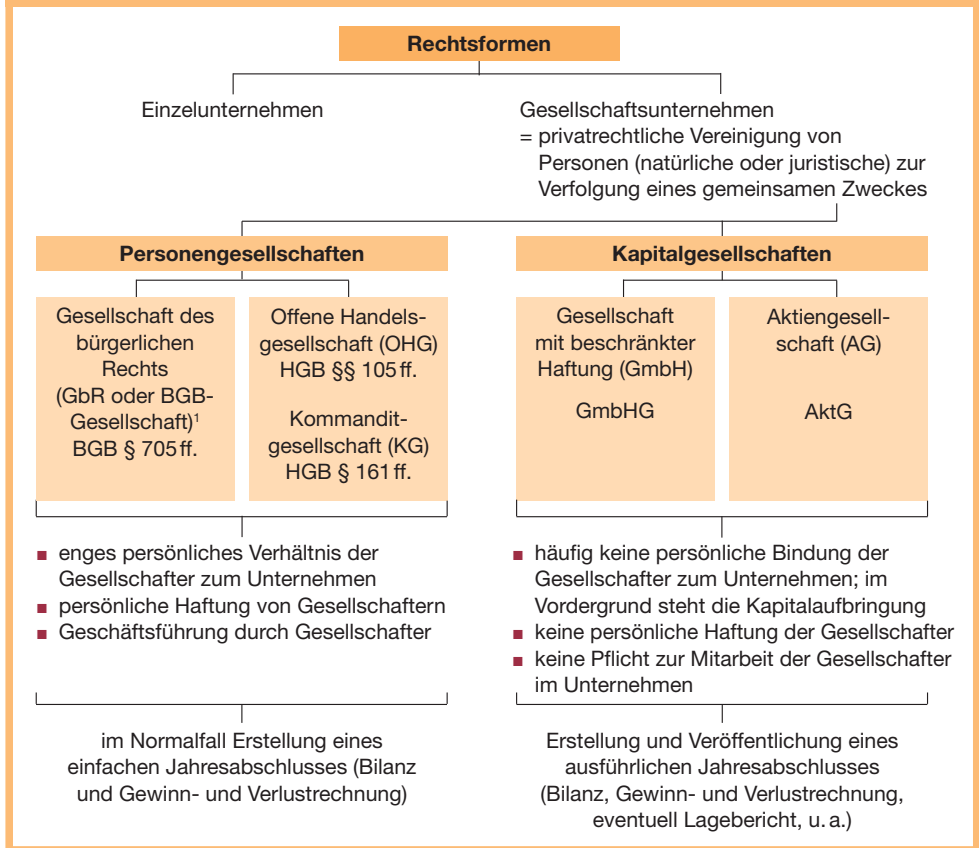 Rechtsformen
Einzelunternehmen
Gesellschaftsunternehmen
= privatrechtliche Vereinigung von
Personen (natürliche oder juristische) zur
Verfolgung eines gemeinsamen Zweckes
Personengesellschaften
Kapitalgesellschaften
Gesellschaft des
bürgerlichen
Rechts
(GbR oder BGB-
Gesellschaft)¹
BGB § 705 ff.
Offene Handels-
gesellschaft (OHG)
HGB §§ 105 ff.
Kommandit-
gesellschaft (KG)
HGB § 161 ff.
Gesellschaft
mit beschränkter
Haftung (GmbH)
GmbHG
Aktiengesell-
schaft (AG)
AktG
▪ enges persönliches Verhältnis der
Gesellschafter zum Unternehmen
▪ persönliche Haftung von Gesellschaftern
▪ Geschäftsführung durch Gesellschafter
▪ häufig keine persönliche Bindung der
Gesellschafter zum Unternehmen; im
Vordergrund steht die Kapitalaufbringung
▪ keine persönliche Haftung der Gesellschafter
▪ keine Pflicht zur Mitarbeit der Gesellschafter
im Unternehmen
im Normalfall Erstellung eines
einfachen Jahresabschlusses (Bilanz
und Gewinn- und Verlustrechnung)
Erstellung und Veröffentlichung eines
ausführlichen Jahresabschlusses
(Bilanz, Gewinn- und Verlustrechnung,
eventuell Lagebericht, u. a.)